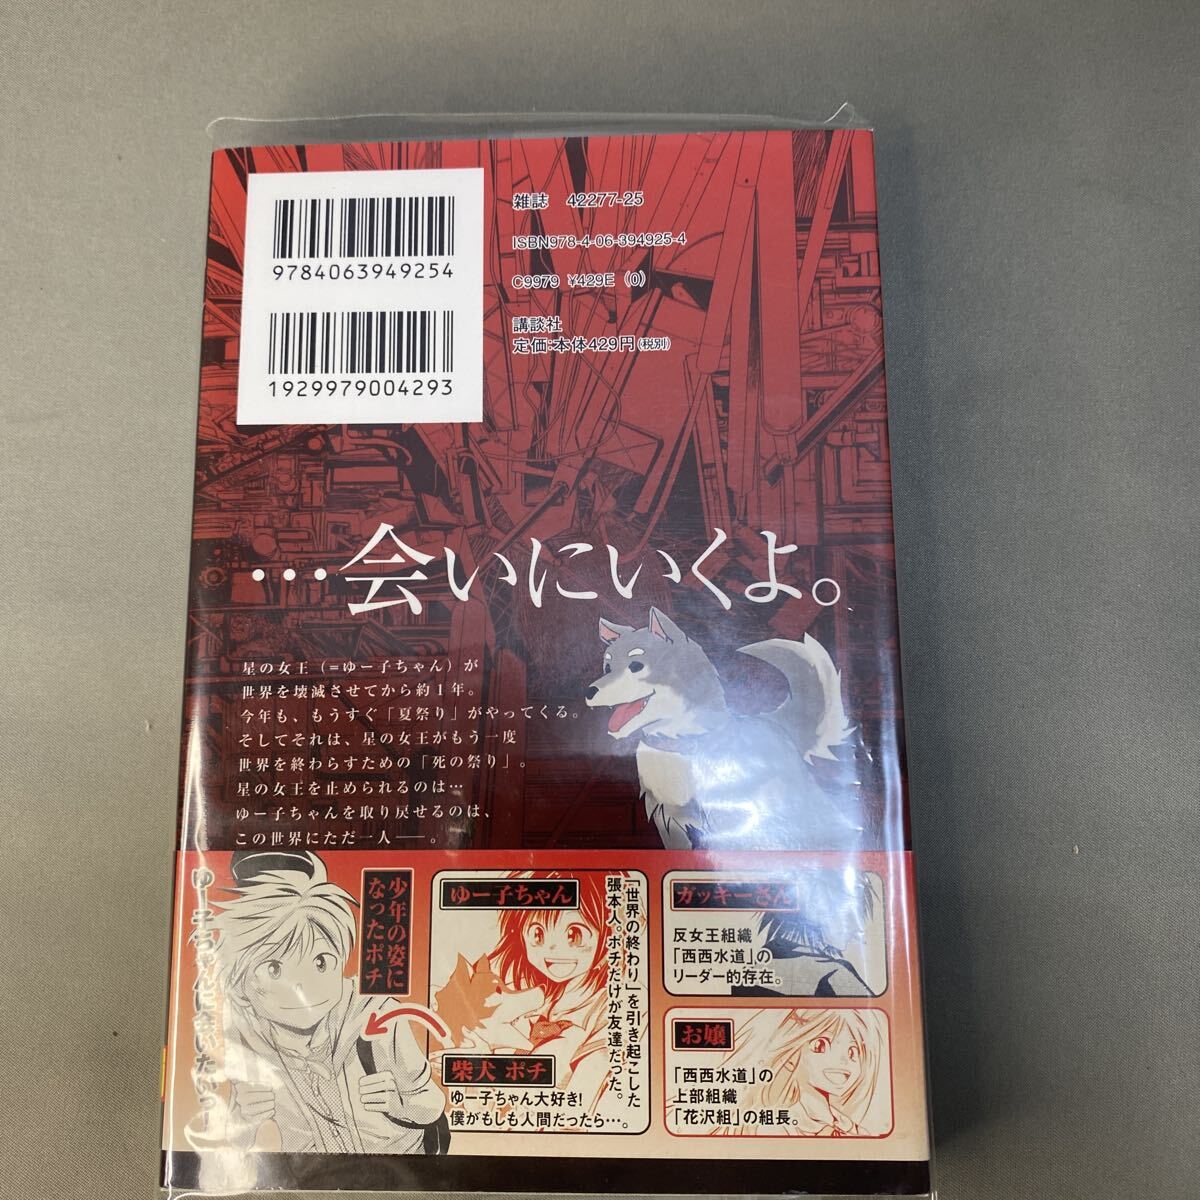 9784063949254
1929979004293
雑誌 42277-25
ISBN978-4-06-394925-4
C9979 ¥429E (0)
講談社
定価:本体429円(税別)
…会いにいくよ。
星の女王(=ゆー子ちゃん)が
世界を壊滅させてから約1年。
今年も、もうすぐ「夏祭り」がやってくる。
そしてそれは、星の女王がもう一度
世界を終わらすための「死の祭り」。
星の女王を止められるのは…
ゆー子ちゃんを取り戻せるのは、
この世界にただ一人──。
ゆー子ちゃんに会いたいっー
少年の姿に
なったポチ
ゆー子ちゃん
「世界の終わり」を引き起こした
張本人。ポチだけが友達だった。
柴犬 ポチ
ゆー子ちゃん大好き!
僕がもしも人間だったら…。
ガッキーさん
反女王組織
「西西水道」の
リーダー的存在。
お嬢
「西西水道」の
上部組織
「花沢組」の組長。